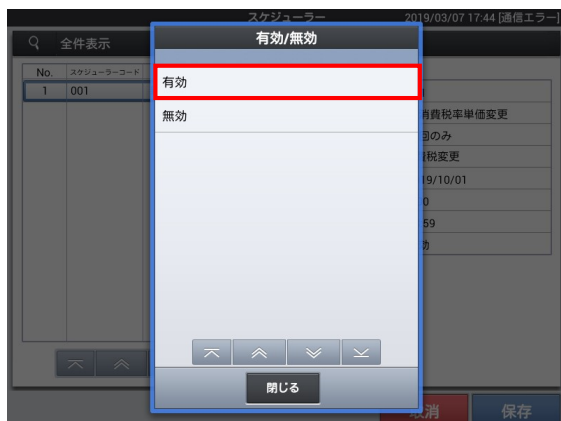 スケジューラー
2019/03/07 17:44 [通信エラー]
全件表示
有効/無効
No.
スケジューラーコード
1
001
有効
無効
消費税率単価変更
回のみ
税変更
19/10/01
0
59
閉じる
取消
保存